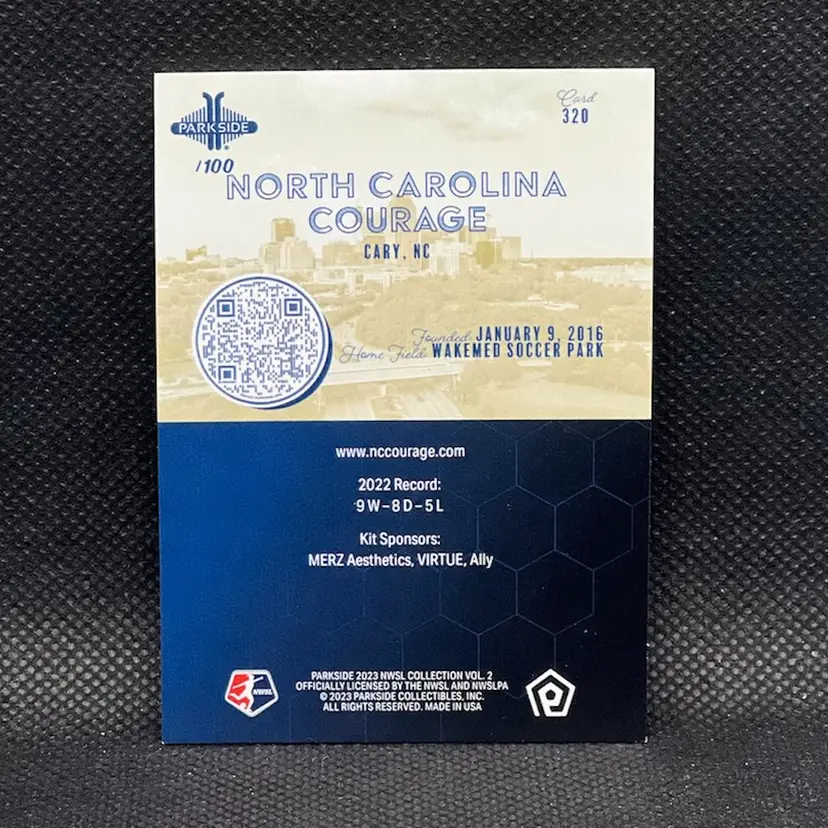 PARKSIDE
Card
320
/100
NORTH CAROLINA
COURAGE
CARY, NC
Founded JANUARY 9, 2016
Home Field WAKEMED SOCCER PARK
www.nccourage.com
2022 Record:
9W-8D-5L
Kit Sponsors:
MERZ Aesthetics, VIRTUE, Ally
NWSL
PARKSIDE 2023 NWSL COLLECTION VOL. 2
OFFICIALLY LICENSED BY THE NWSL AND NWSLPA
© 2023 PARKSIDE COLLECTIBLES, INC.
ALL RIGHTS RESERVED. MADE IN USA